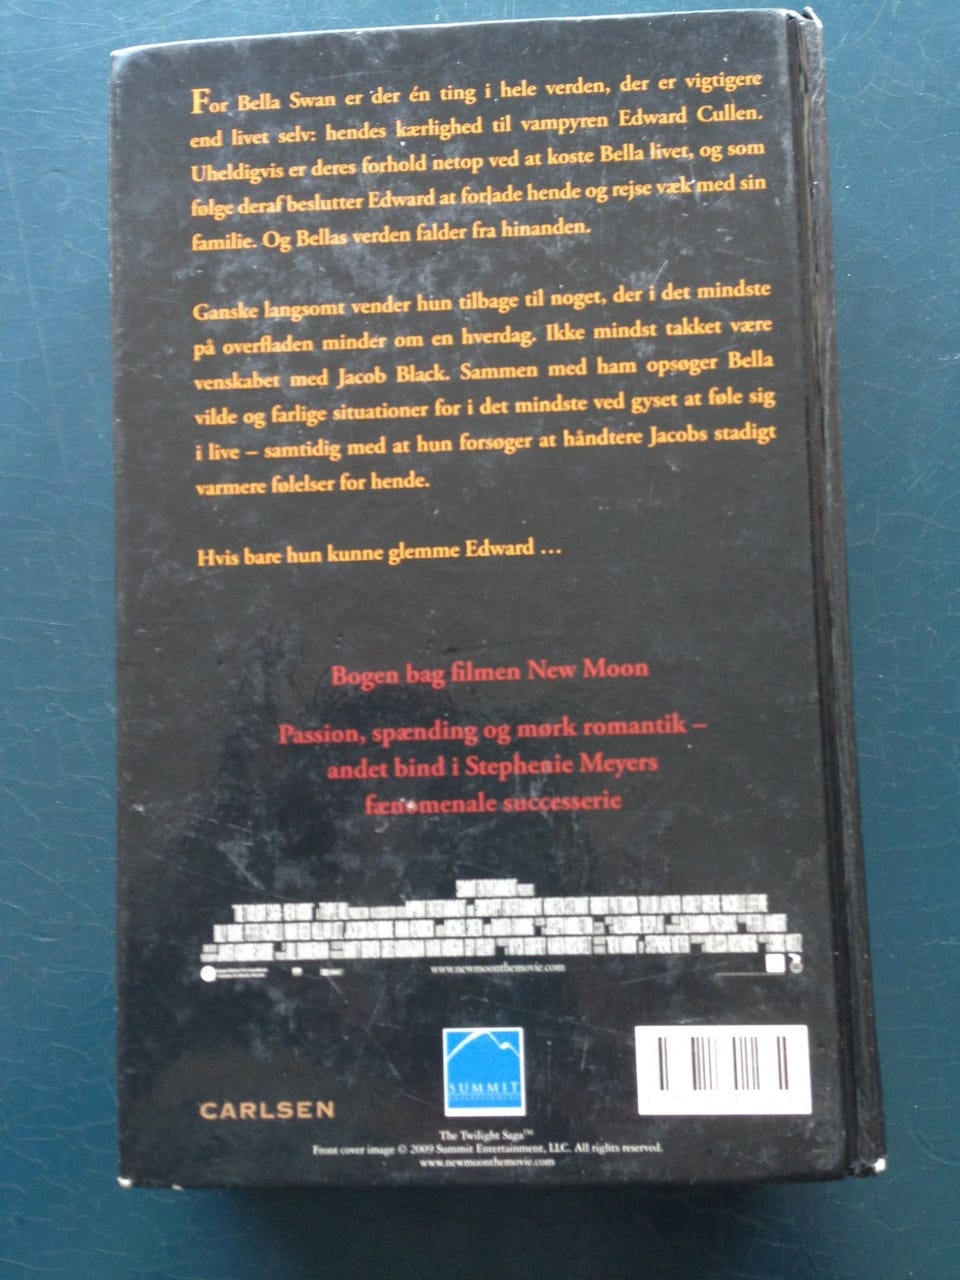 For Bella Swan er der én ting i hele verden, der er vigtigere
end livet selv: hendes kærlighed til vampyren Edward Cullen.
Uheldigvis er deres forhold netop ved at koste Bella livet, og som
følge deraf beslutter Edward at forlade hende og rejse væk med sin
familie. Og Bellas verden falder fra hinanden.
Ganske langsomt vender hun tilbage til noget, der i det mindste
på overfladen minder om en hverdag. Ikke mindst takket være
venskabet med Jacob Black. Sammen med ham opsøger Bella
vilde og farlige situationer for i det mindste ved gyset at føle sig
i live – samtidig med at hun forsøger at håndtere Jacobs stadigt
varmere følelser for hende.
Hvis bare hun kunne glemme Edward ...
Bogen bag filmen New Moon
Passion, spænding og mørk romantik –
andet bind i Stephenie Meyers
fænomenale successerie
www.newmoonthemovie.com
SUMMIT
ENTERTAINMENT
CARLSEN
The Twilight Saga™
Front cover image © 2009 Summit Entertainment, LLC. All rights reserved.
www.newmoonthemovie.com